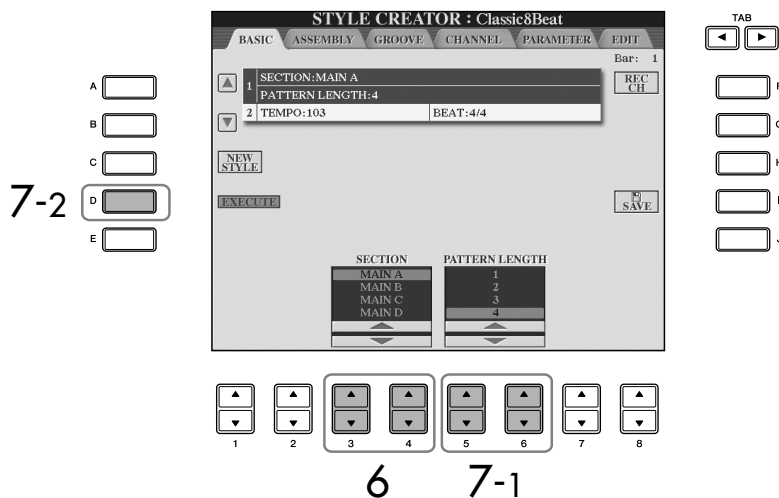 STYLE CREATOR : Classic8Beat
BASIC ASSEMBLY GROOVE CHANNEL PARAMETER EDIT
TAB
Bar: 1
1 SECTION:MAIN A
PATTERN LENGTH:4
2 TEMPO:103 BEAT:4/4
REC
CH
NEW
STYLE
EXECUTE
SAVE
A
B
C
D
E
7-2
SECTION
MAIN A
MAIN B
MAIN C
MAIN D
PATTERN LENGTH
1
2
3
4
1 2 3 4 5 6 7 8
6 7-1